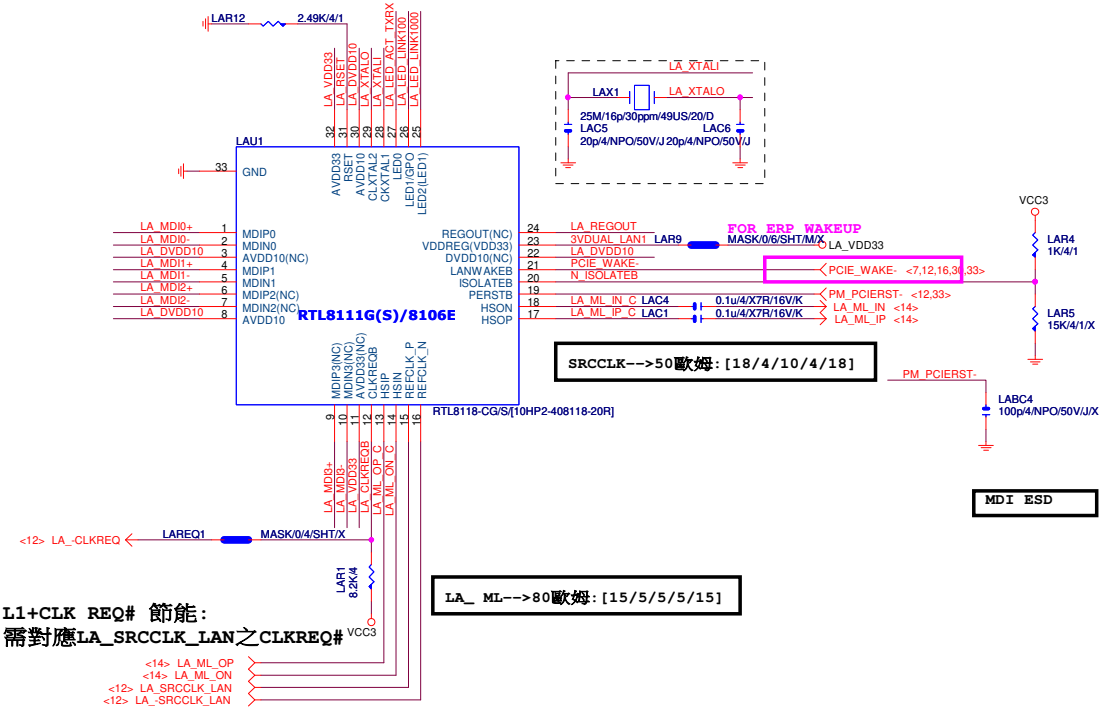 LAR12
2.49K/4/1
LA_VDD33
LA_RSET
LA_DVDD10
LA_XTALO
LA_XTALI
LA_LED_ACT_TXRX
LA_LED_LINK100
LA_LED_LINK1000
32
31
30
29
28
27
26
25
LAU1
33
GND
AVDD33
RSET
AVDD10
CLXTAL2
CKXTAL1
LED0
LED1/GPO
LED2(LED1)
LA_XTALI
LAX1
LA_XTALO
25M/16p/30ppm/49US/20/D
LAC5
LAC6
20p/4/NPO/50V/J
20p/4/NPO/50V/J
LA_MDI0+
1
MDIP0
LA_MDI0-
2
MDIN0
LA_DVDD10
3
AVDD10(NC)
LA_MDI1+
4
MDIP1
LA_MDI1-
5
MDIN1
LA_MDI2+
6
MDIP2(NC)
LA_MDI2-
7
MDIN2(NC)
LA_DVDD10
8
AVDD10
RTL8111G(S)/8106E
REGOUT(NC)
24
LA_REGOUT
VDDREG(VDD33)
23
3VDUAL_LAN1
LAR9
FOR ERP WAKEUP
MASK/0/6/SHT/M/X
LA_VDD33
DVDD10(NC)
22
LA_DVDD10
LANWAKEB
21
PCIE_WAKE-
PCIE_WAKE- <7,12,16,30,33>
ISOLATEB
20
N_ISOLATEB
PERSTB
19
PM_PCIERST- <12,33>
HSON
18
LA_ML_IN_C
LAC4
0.1u/4/X7R/16V/K
LA_ML_IN <14>
HSOP
17
LA_ML_IP_C
LAC1
0.1u/4/X7R/16V/K
LA_ML_IP <14>
VCC3
LAR4
1K/4/1
LAR5
15K/4/1/X
SRCCLK-->50歐姆:[18/4/10/4/18]
PM_PCIERST-
LABC4
100p/4/NPO/50V/J/X
MDIP3(NC)
MDIN3(NC)
AVDD33(NC)
CLKREQB
HSIP
HSIN
REFCLK_P
REFCLK_N
RTL8118-CG/S/[10HP2-408118-20R]
9
10
11
12
13
14
15
16
LA_MDI3+
LA_MDI3-
LA_VDD33
LA_CLKREQB
LA_ML_OP_C
LA_ML_ON_C
MDI ESD
<12> LA_-CLKREQ
LAREQ1
MASK/0/4/SHT/X
LAR1
8.2K/4
VCC3
LA_ ML-->80歐姆:[15/5/5/5/15]
L1+CLK REQ# 節能:
需對應LA_SRCCLK_LAN之CLKREQ#
<14> LA_ML_OP
<14> LA_ML_ON
<12> LA_SRCCLK_LAN
<12> LA_-SRCCLK_LAN